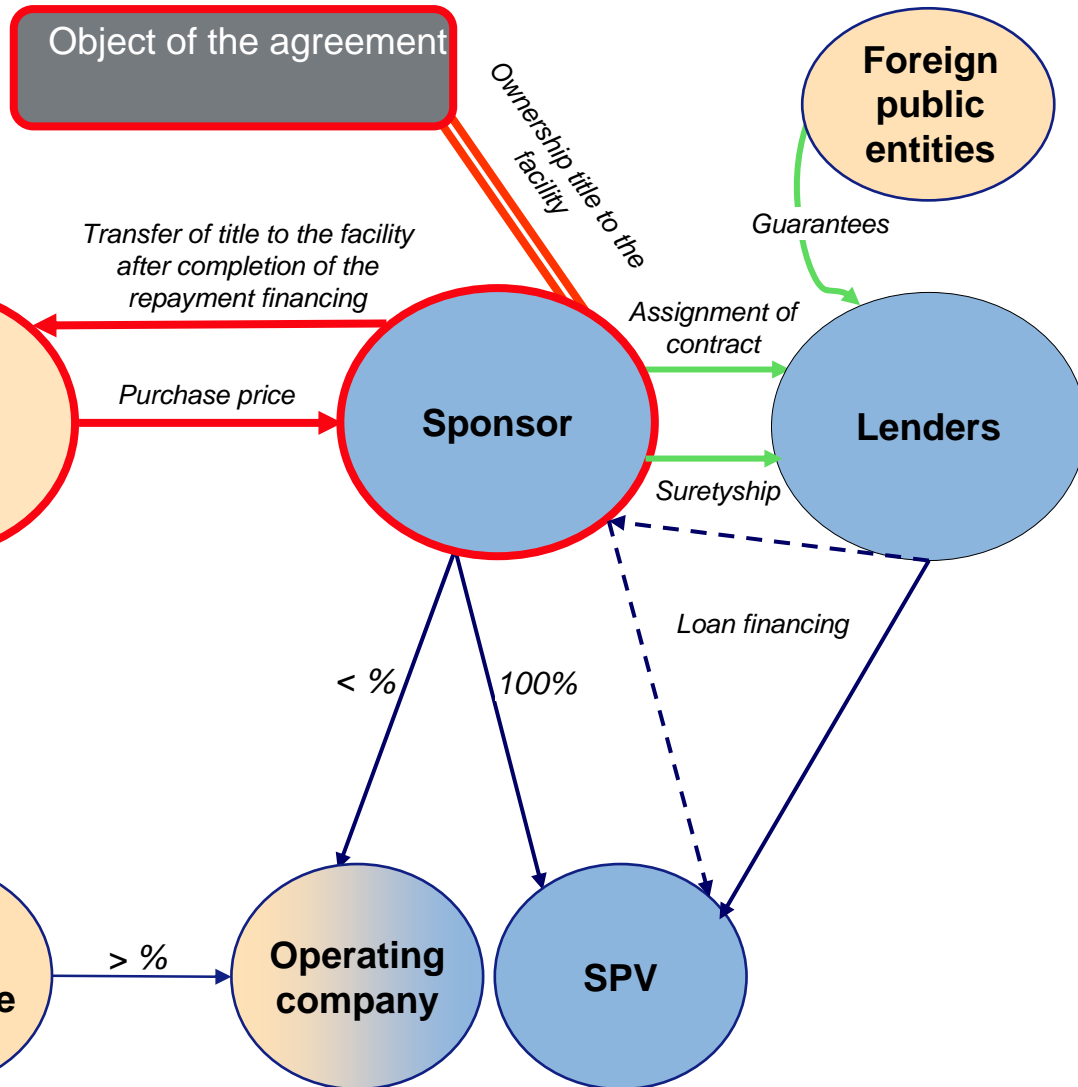 Object of the agreement
Foreign
public
entities
Ownership title to the
facility
Guarantees
Transfer of title to the facility
after completion of the
repayment financing
Assignment of
contract
Purchase price
Sponsor
Lenders
Suretyship
Loan financing
< %
100%
> %
Operating
company
SPV
e